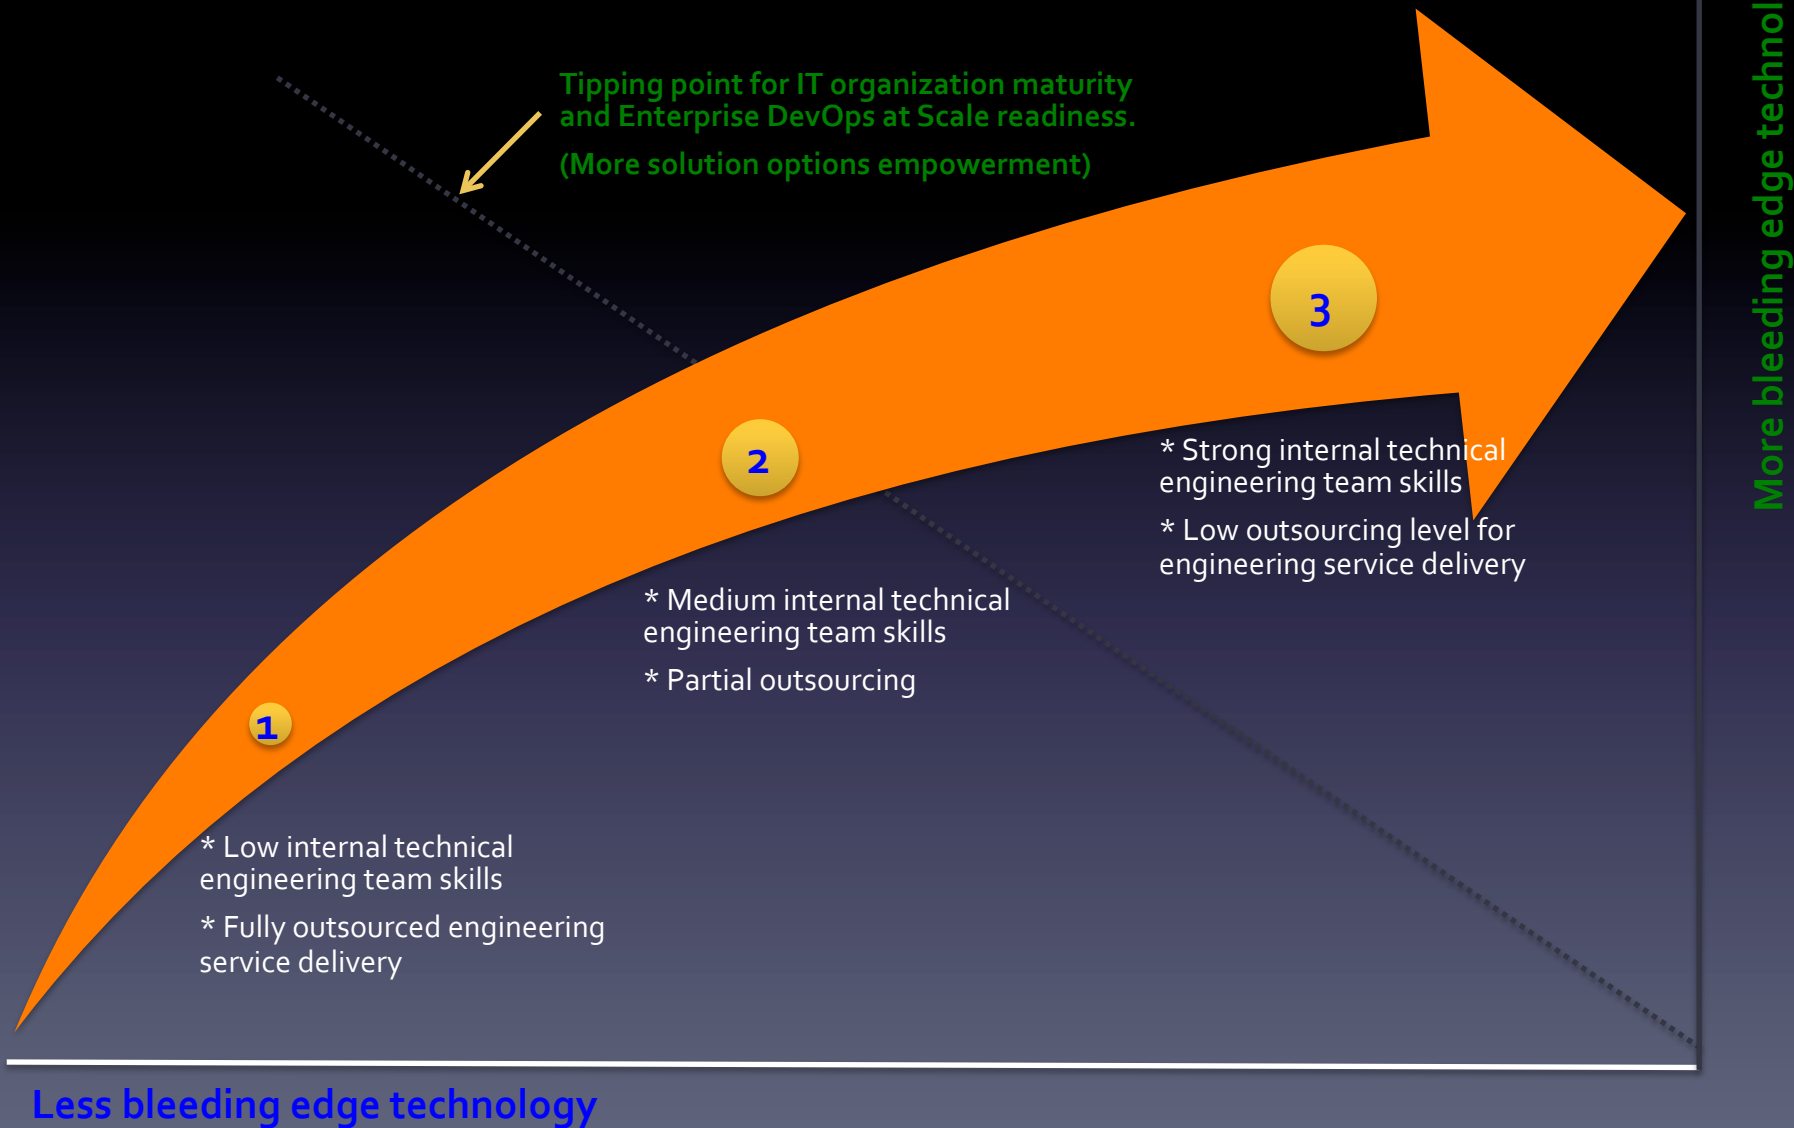 Tipping point for IT organization maturity
and Enterprise DevOps at Scale readiness.
(More solution options empowerment)
3
2
1
* Strong internal technical
engineering team skills
* Low outsourcing level for
engineering service delivery
* Medium internal technical
engineering team skills
* Partial outsourcing
* Low internal technical
engineering team skills
* Fully outsourced engineering
service delivery
Less bleeding edge technology
More bleeding edge technol